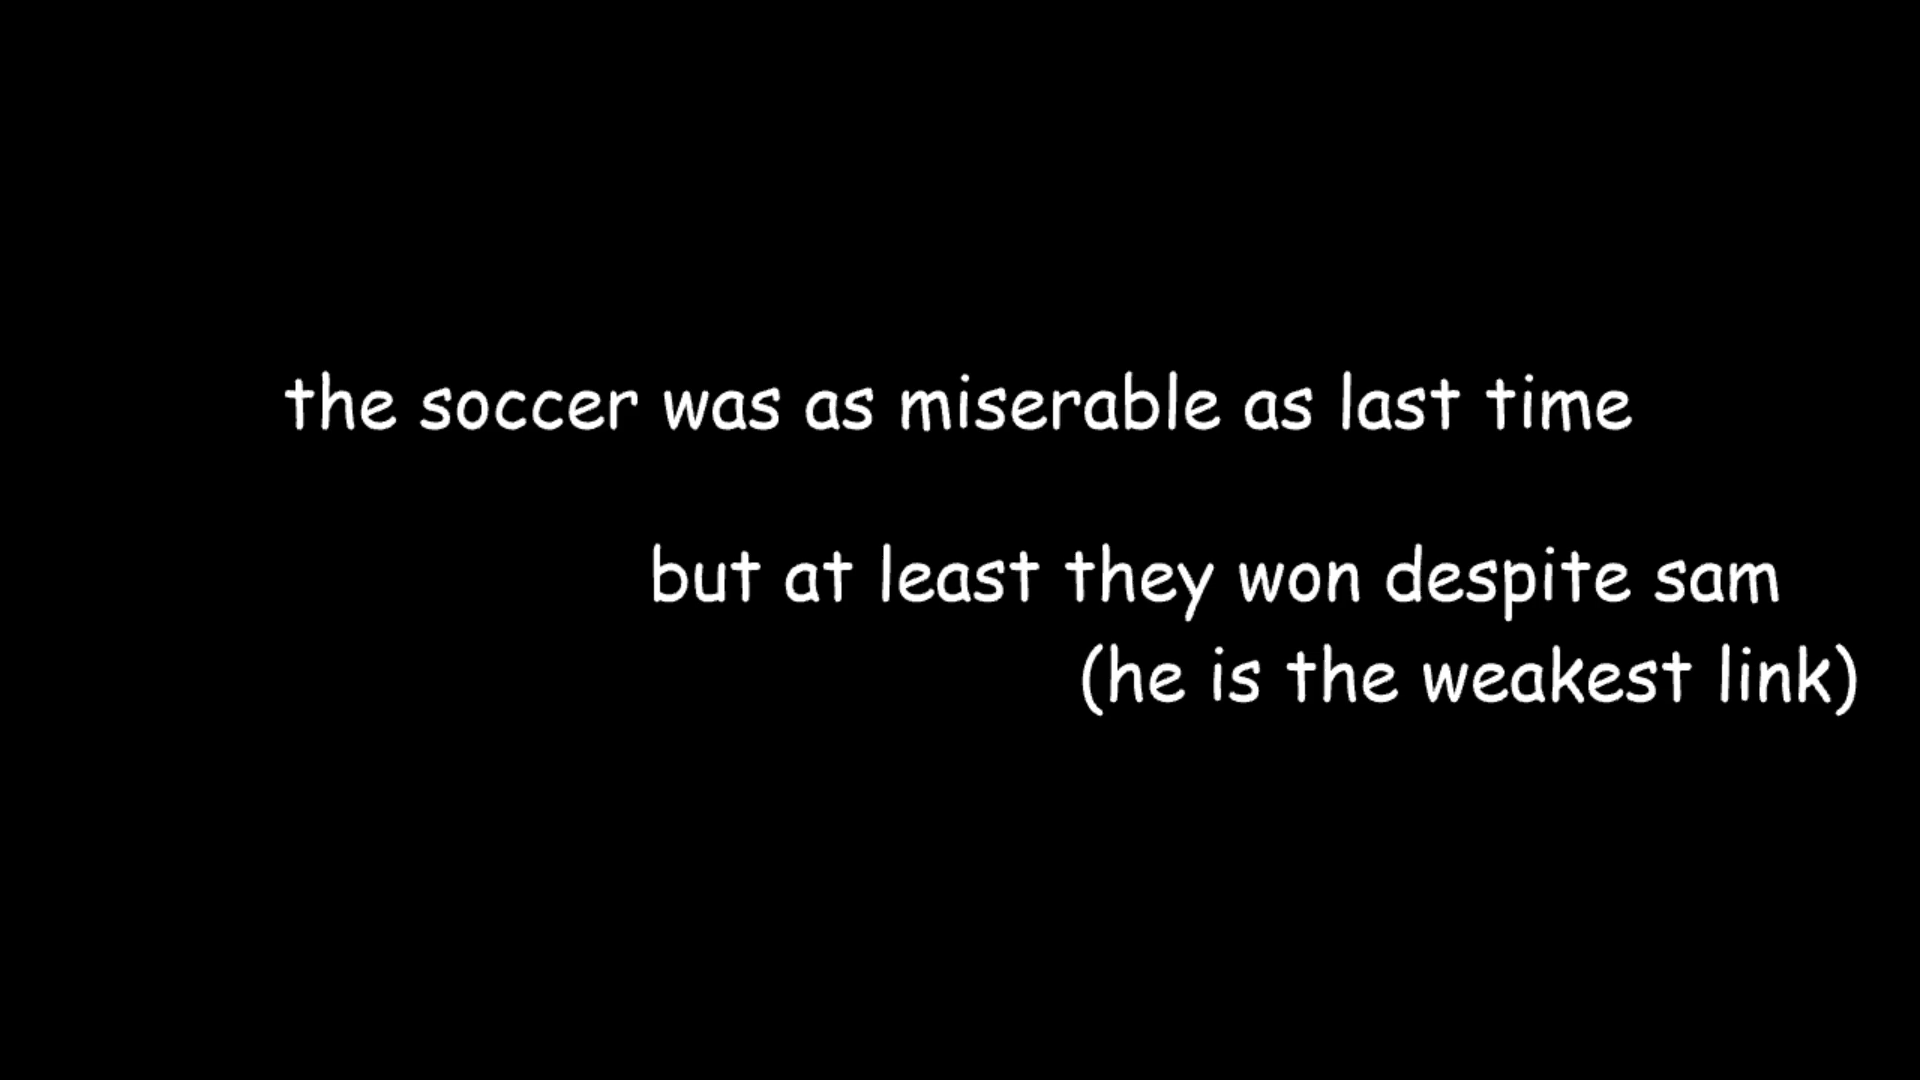 the soccer was as miserable as last time
but at least they won despite sam
(he is the weakest link)